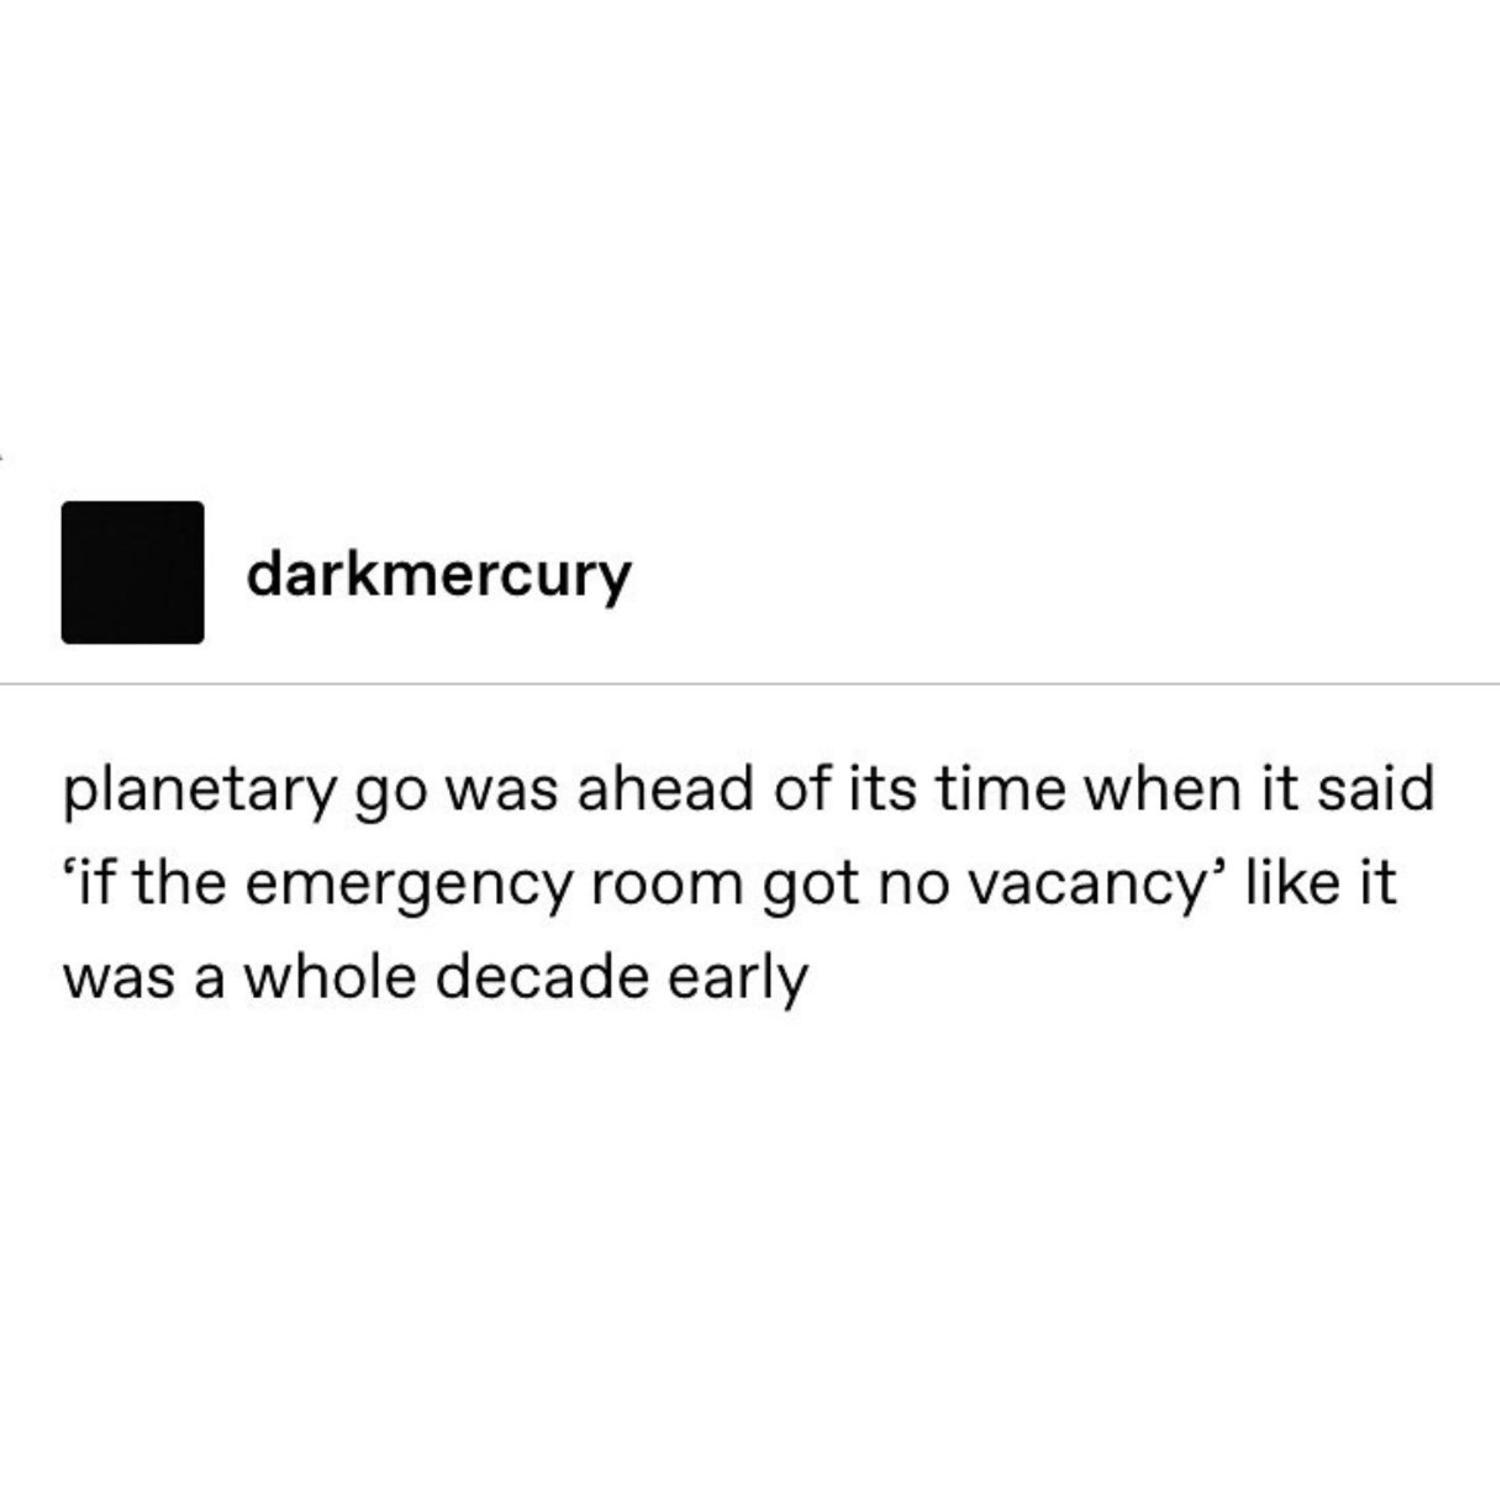 darkmercury
planetary go was ahead of its time when it said
‘if the emergency room got no vacancy’ like it
was a whole decade early